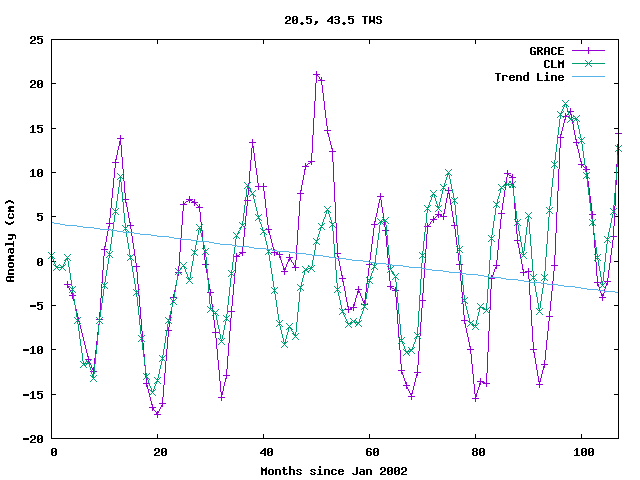 20.5, 43.5 TWS
GRACE
CLM
Trend Line
25
20
15
10
5
0
-5
-10
-15
-20
Anomaly (cm)
0 20 40 60 80 100
Months since Jan 2002